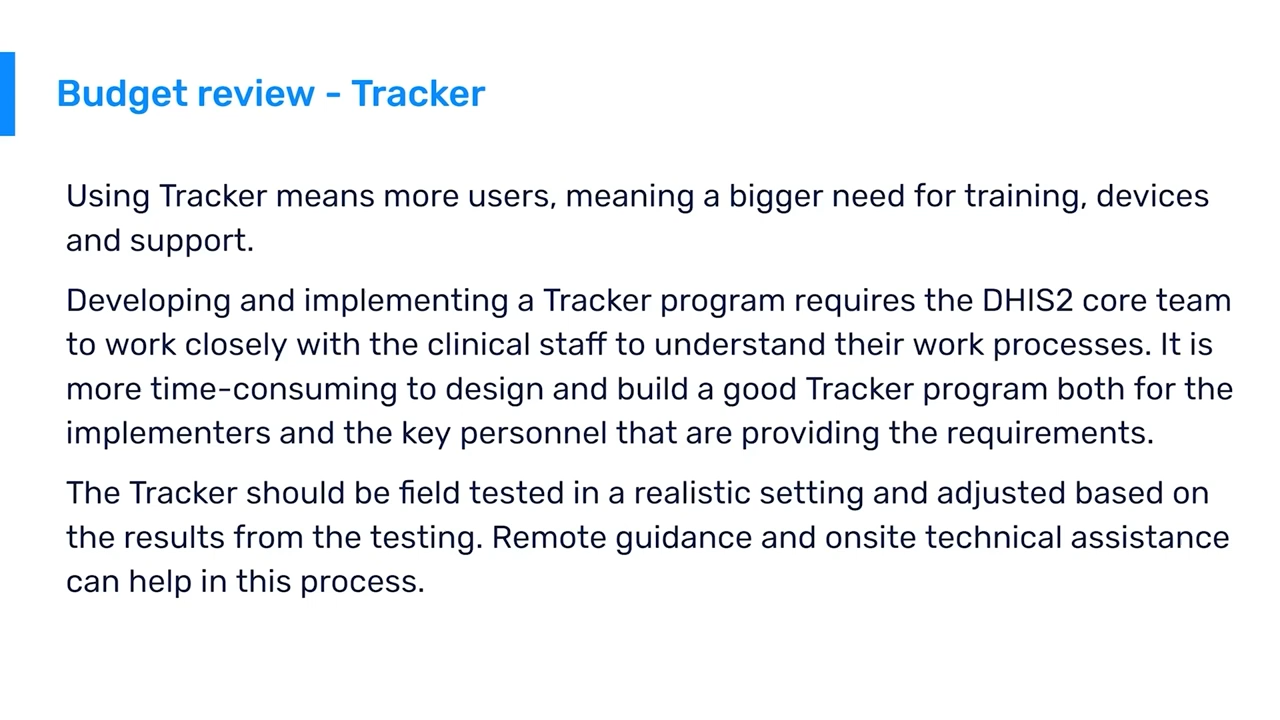 Budget review - Tracker
Using Tracker means more users, meaning a bigger need for training, devices
and support.
Developing and implementing a Tracker program requires the DHIS2 core team
to work closely with the clinical staff to understand their work processes. It is
more time-consuming to design and build a good Tracker program both for the
implementers and the key personnel that are providing the requirements.
The Tracker should be field tested in a realistic setting and adjusted based on
the results from the testing. Remote guidance and onsite technical assistance
can help in this process.